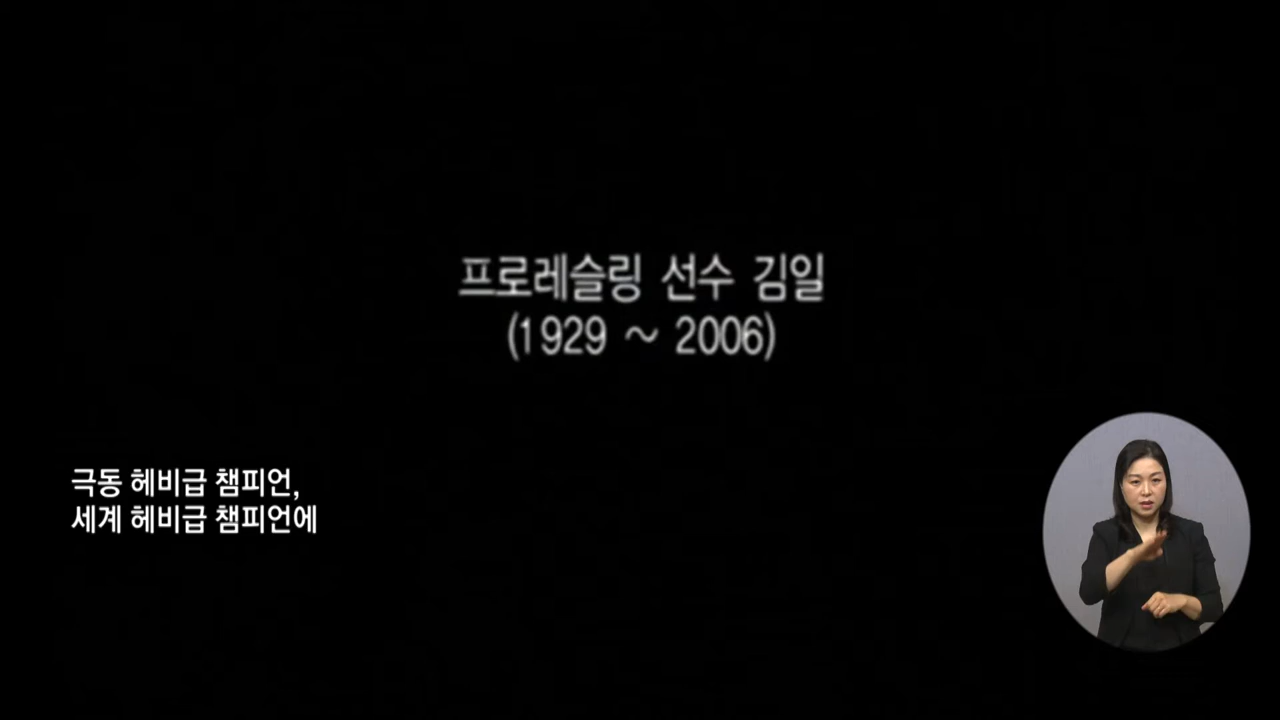 프로레슬링 선수 김일
(1929 ~ 2006)
극동 헤비급 챔피언,
세계 헤비급 챔피언에